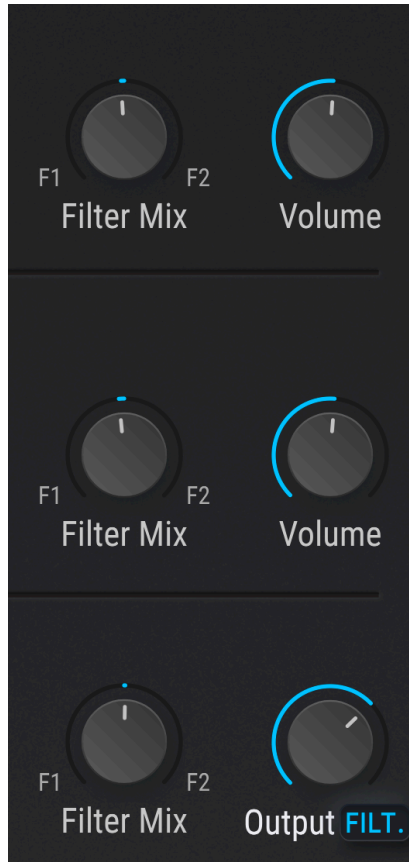 F1 F2
Filter Mix Volume
F1 F2
Filter Mix Volume
F1 F2
Filter Mix Output FILT.